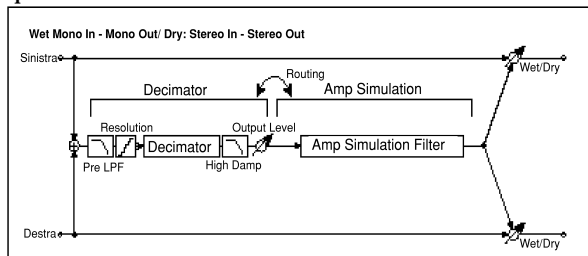 Wet Mono In - Mono Out/ Dry: Stereo In - Stereo Out
Sinistra
Wet/Dry
Routing
Decimator
Amp Simulation
Resolution
Output Level
Decimator
Amp Simulation Filter
Pre LPF
High Damp
Destra
Wet/Dry